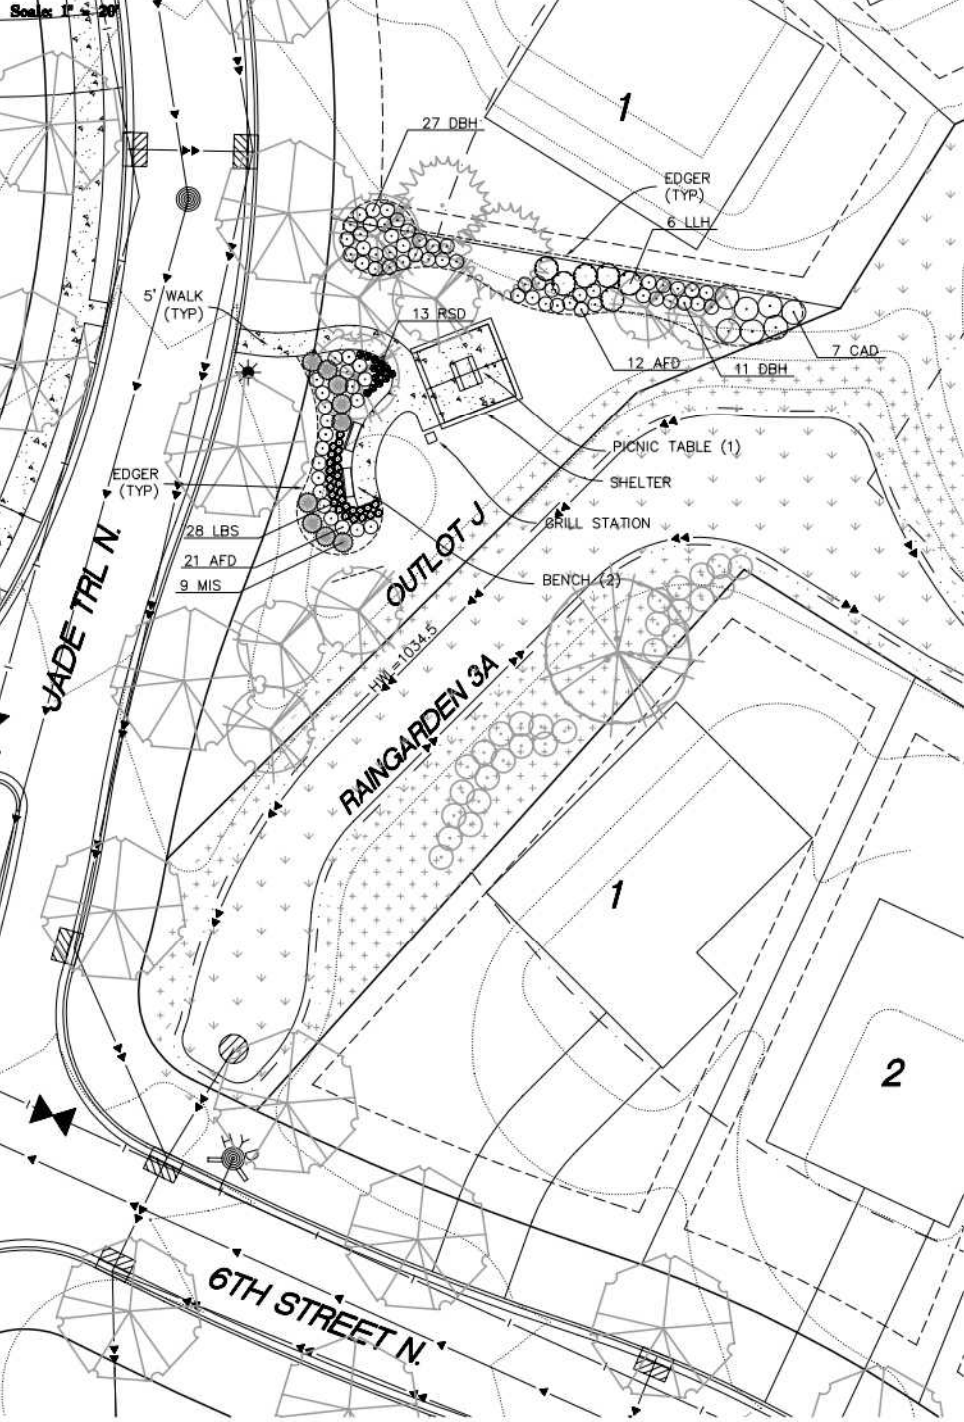 Scale: 1" = 20'
27 DBH
1
EDGER
(TYP)
6 LLH
5' WALK
(TYP)
13 RSD
12 AFD
11 DBH
7 CAD
PICNIC TABLE (1)
SHELTER
EDGER
(TYP)
GRILL STATION
28 LBS
21 AFD
9 MIS
BENCH (2)
OUTLOT J
JADE TRL N.
HWL=1034.5
RAINGARDEN 3A
1
2
6TH STREET N.